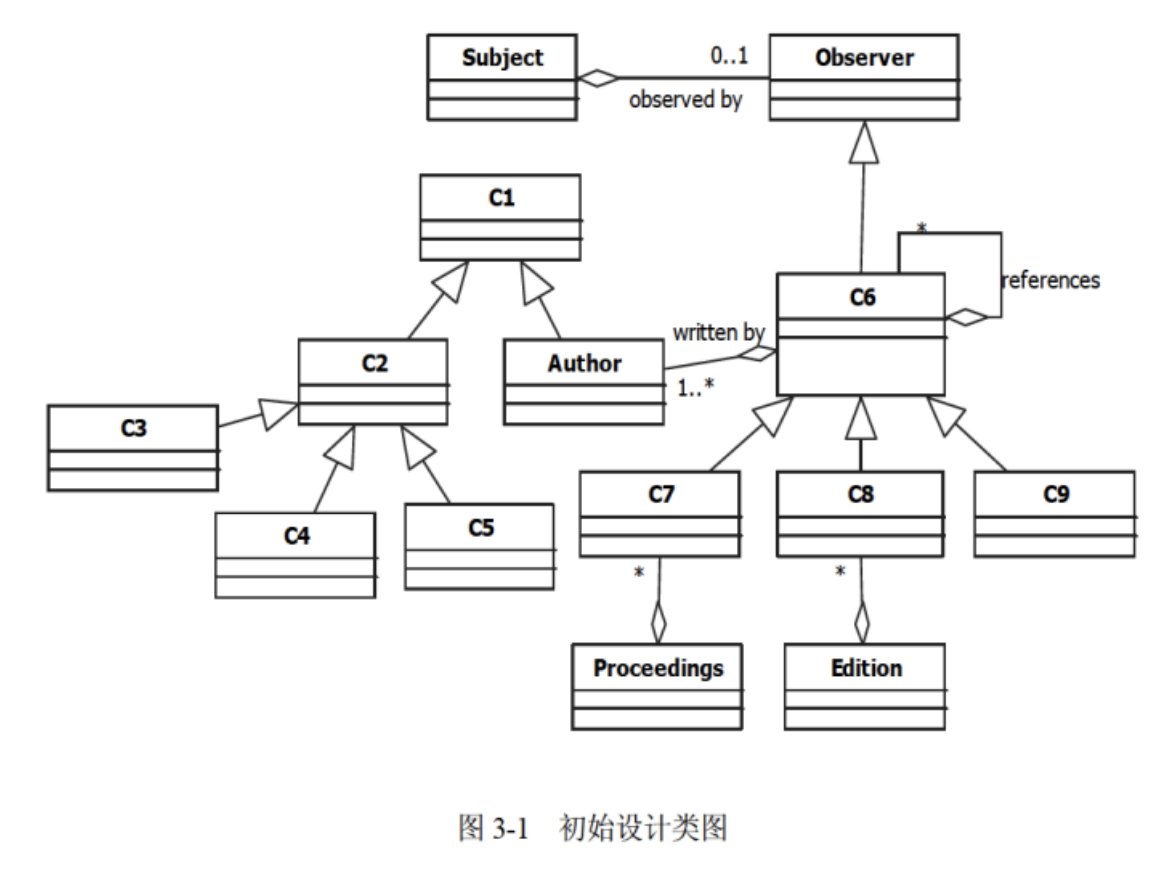 Subject
0..1
Observer
observed by
C1
*
references
C6
written by
C2
Author
1..*
C3
C4
C5
C7
C8
C9
*
*
Proceedings
Edition
图 3-1 初始设计类图